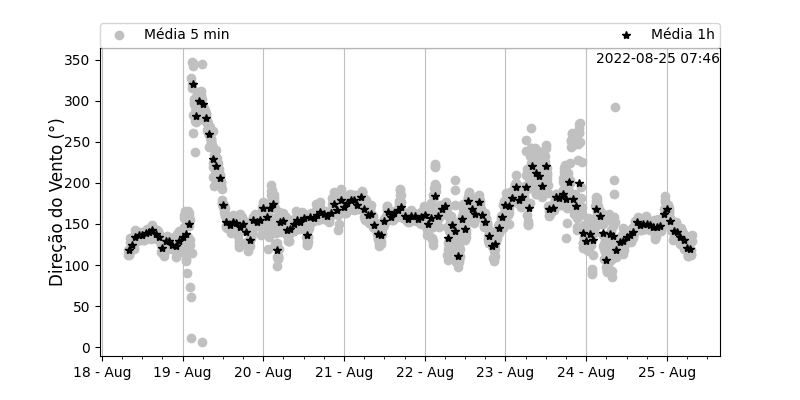 Média 5 min
Média 1h
2022-08-25 07:46
Direção do Vento (°)
350
300
250
200
150
100
50
0
18 - Aug
19 - Aug
20 - Aug
21 - Aug
22 - Aug
23 - Aug
24 - Aug
25 - Aug